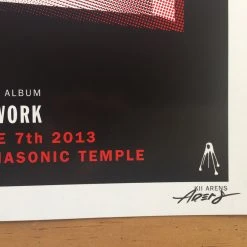 ALBUM
WORK
E 7th 2013
MASONIC TEMPLE
KII ARENS
ARENS